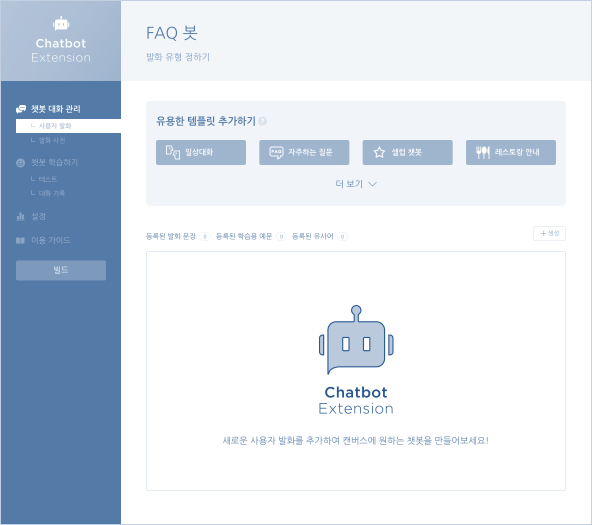 Chatbot
Extension
FAQ 봇
발화 유형 정하기
챗봇 대화 관리
ㄴ 사용자 발화
ㄴ 발화 사전
챗봇 학습하기
ㄴ 테스트
ㄴ 대화 기록
설정
이용 가이드
빌드
유용한 템플릿 추가하기 ?
일상대화
FAQ 자주하는 질문
셀럽 챗봇
레스토랑 안내
더 보기
등록된 발화 문장 0 등록된 학습용 예문 0 등록된 유사어 0
+ 생성
Chatbot
Extension
새로운 사용자 발화를 추가하여 캔버스에 원하는 챗봇을 만들어보세요!